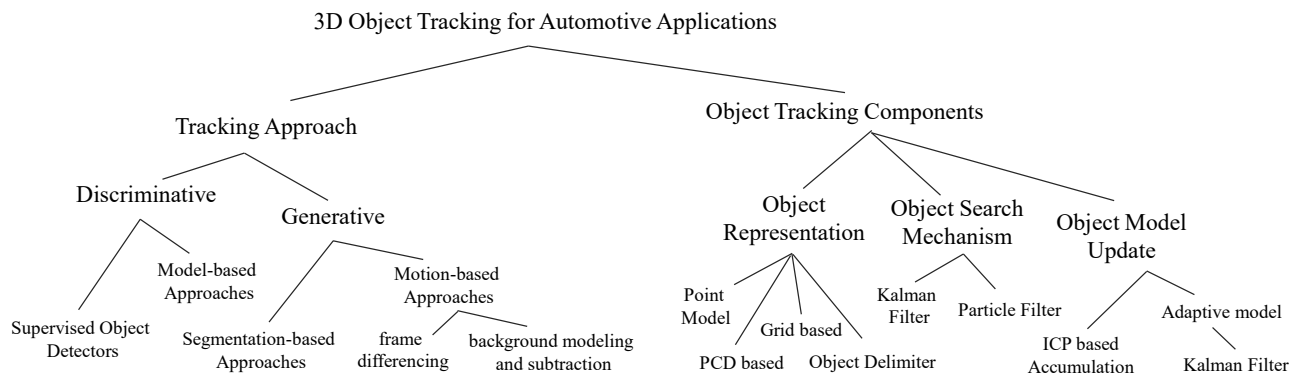 3D Object Tracking for Automotive Applications
Tracking Approach
Object Tracking Components
Discriminative
Generative
Object
Representation
Object Search
Mechanism
Object Model
Update
Model-based
Approaches
Motion-based
Approaches
Supervised Object
Detectors
Segmentation-based
Approaches
frame
differencing
background modeling
and subtraction
Point
Model
PCD based
Grid based
Object Delimiter
Kalman
Filter
Particle Filter
ICP based
Accumulation
Adaptive model
Kalman Filter